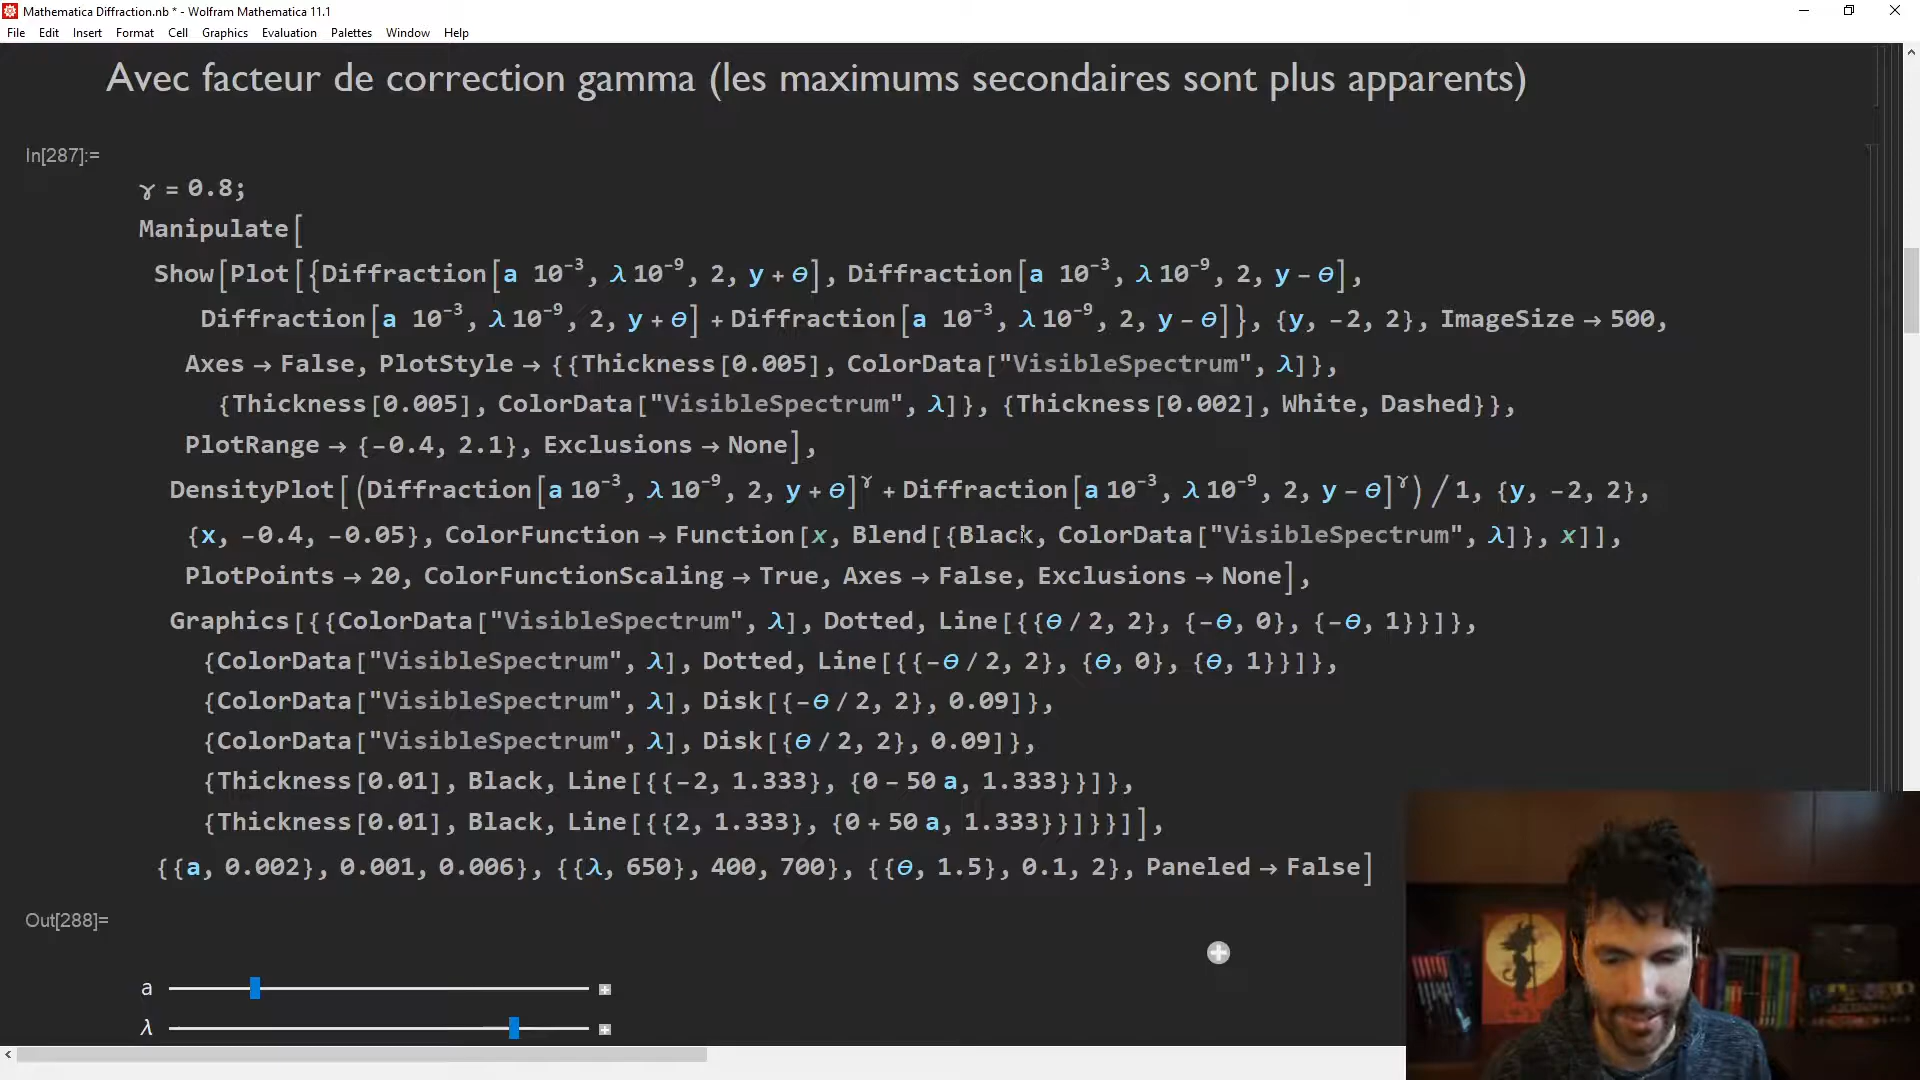 Mathematica Diffraction.nb * - Wolfram Mathematica 11.1
File Edit Insert Format Cell Graphics Evaluation Palettes Window Help
Avec facteur de correction gamma (les maximums secondaires sont plus apparents)
In[287]:=
γ = 0.8;
Manipulate[
Show[Plot[{Diffraction[a 10⁻³, λ 10⁻⁹, 2, y + θ], Diffraction[a 10⁻³, λ 10⁻⁹, 2, y - θ],
Diffraction[a 10⁻³, λ 10⁻⁹, 2, y + θ] + Diffraction[a 10⁻³, λ 10⁻⁹, 2, y - θ]}, {y, -2, 2}, ImageSize → 500,
Axes → False, PlotStyle → {{Thickness[0.005], ColorData["VisibleSpectrum", λ]},
{Thickness[0.005], ColorData["VisibleSpectrum", λ]}, {Thickness[0.002], White, Dashed}},
PlotRange → {-0.4, 2.1}, Exclusions → None],
DensityPlot[(Diffraction[a 10⁻³, λ 10⁻⁹, 2, y + θ]^γ + Diffraction[a 10⁻³, λ 10⁻⁹, 2, y - θ]^γ) / 1, {y, -2, 2},
{x, -0.4, -0.05}, ColorFunction → Function[x, Blend[{Black, ColorData["VisibleSpectrum", λ]}, x]],
PlotPoints → 20, ColorFunctionScaling → True, Axes → False, Exclusions → None],
Graphics[{{ColorData["VisibleSpectrum", λ], Dotted, Line[{{θ / 2, 2}, {-θ, 0}, {-θ, 1}}]},
{ColorData["VisibleSpectrum", λ], Dotted, Line[{{-θ / 2, 2}, {θ, 0}, {θ, 1}}]},
{ColorData["VisibleSpectrum", λ], Disk[{-θ / 2, 2}, 0.09]},
{ColorData["VisibleSpectrum", λ], Disk[{θ / 2, 2}, 0.09]},
{Thickness[0.01], Black, Line[{{-2, 1.333}, {0 - 50 a, 1.333}}]},
{Thickness[0.01], Black, Line[{{2, 1.333}, {0 + 50 a, 1.333}}]}}]],
{{a, 0.002}, 0.001, 0.006}, {{λ, 650}, 400, 700}, {{θ, 1.5}, 0.1, 2}, Paneled → False]
Out[288]=
a
λ